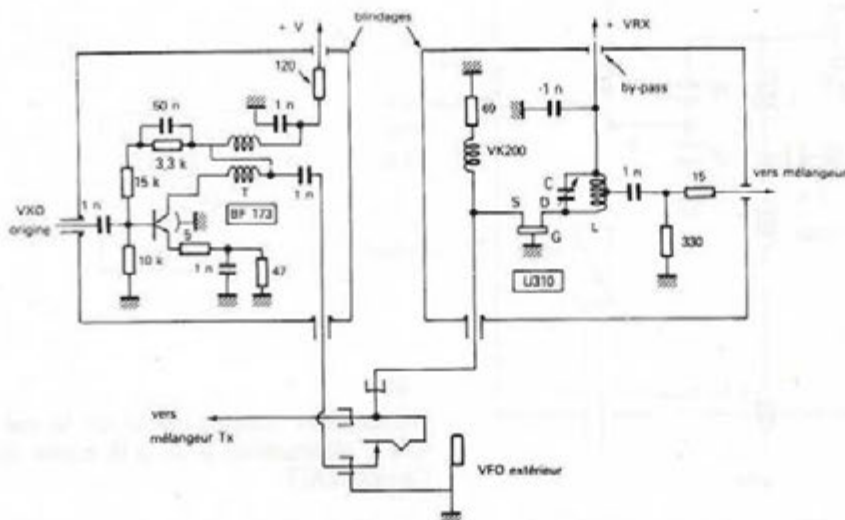 blindages
+ V
120
1 n
50 n
3,3 k
15 k
1 n
VXO
origine
T
BF 173
1 n
5
10 k
1 n
47
+ VRX
by-pass
-1 n
69
VK200
C
S
D
G
L
1 n
15
vers mélangeur
330
U310
vers
mélangeur Tx
VFO extérieur